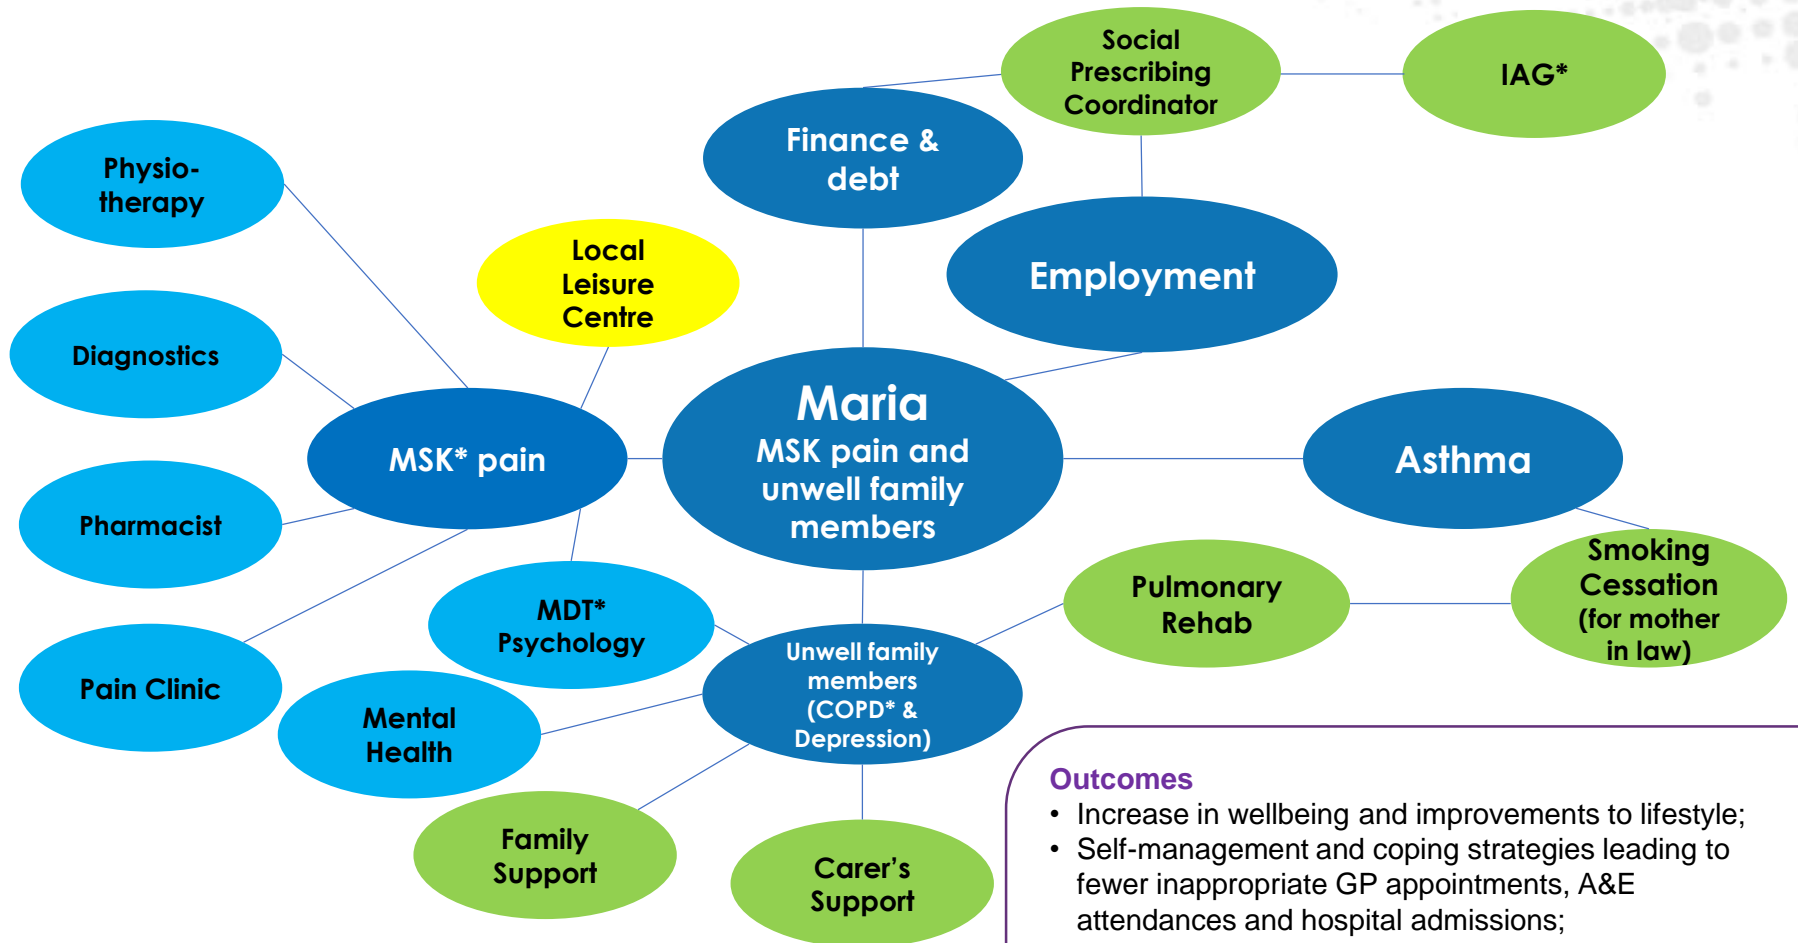 Social
Prescribing
Coordinator
IAG*
Finance &
debt
Physio-
therapy
Local
Leisure
Centre
Employment
Diagnostics
Maria
MSK pain and
unwell family
members
MSK* pain
Asthma
Pharmacist
Smoking
Cessation
(for mother
in law)
Pulmonary
Rehab
MDT*
Psychology
Unwell family
members
(COPD* &
Depression)
Pain Clinic
Mental
Health
Family
Support
Carer's
Support
Outcomes
• Increase in wellbeing and improvements to lifestyle;
• Self-management and coping strategies leading to
fewer inappropriate GP appointments, A&E
attendances and hospital admissions;